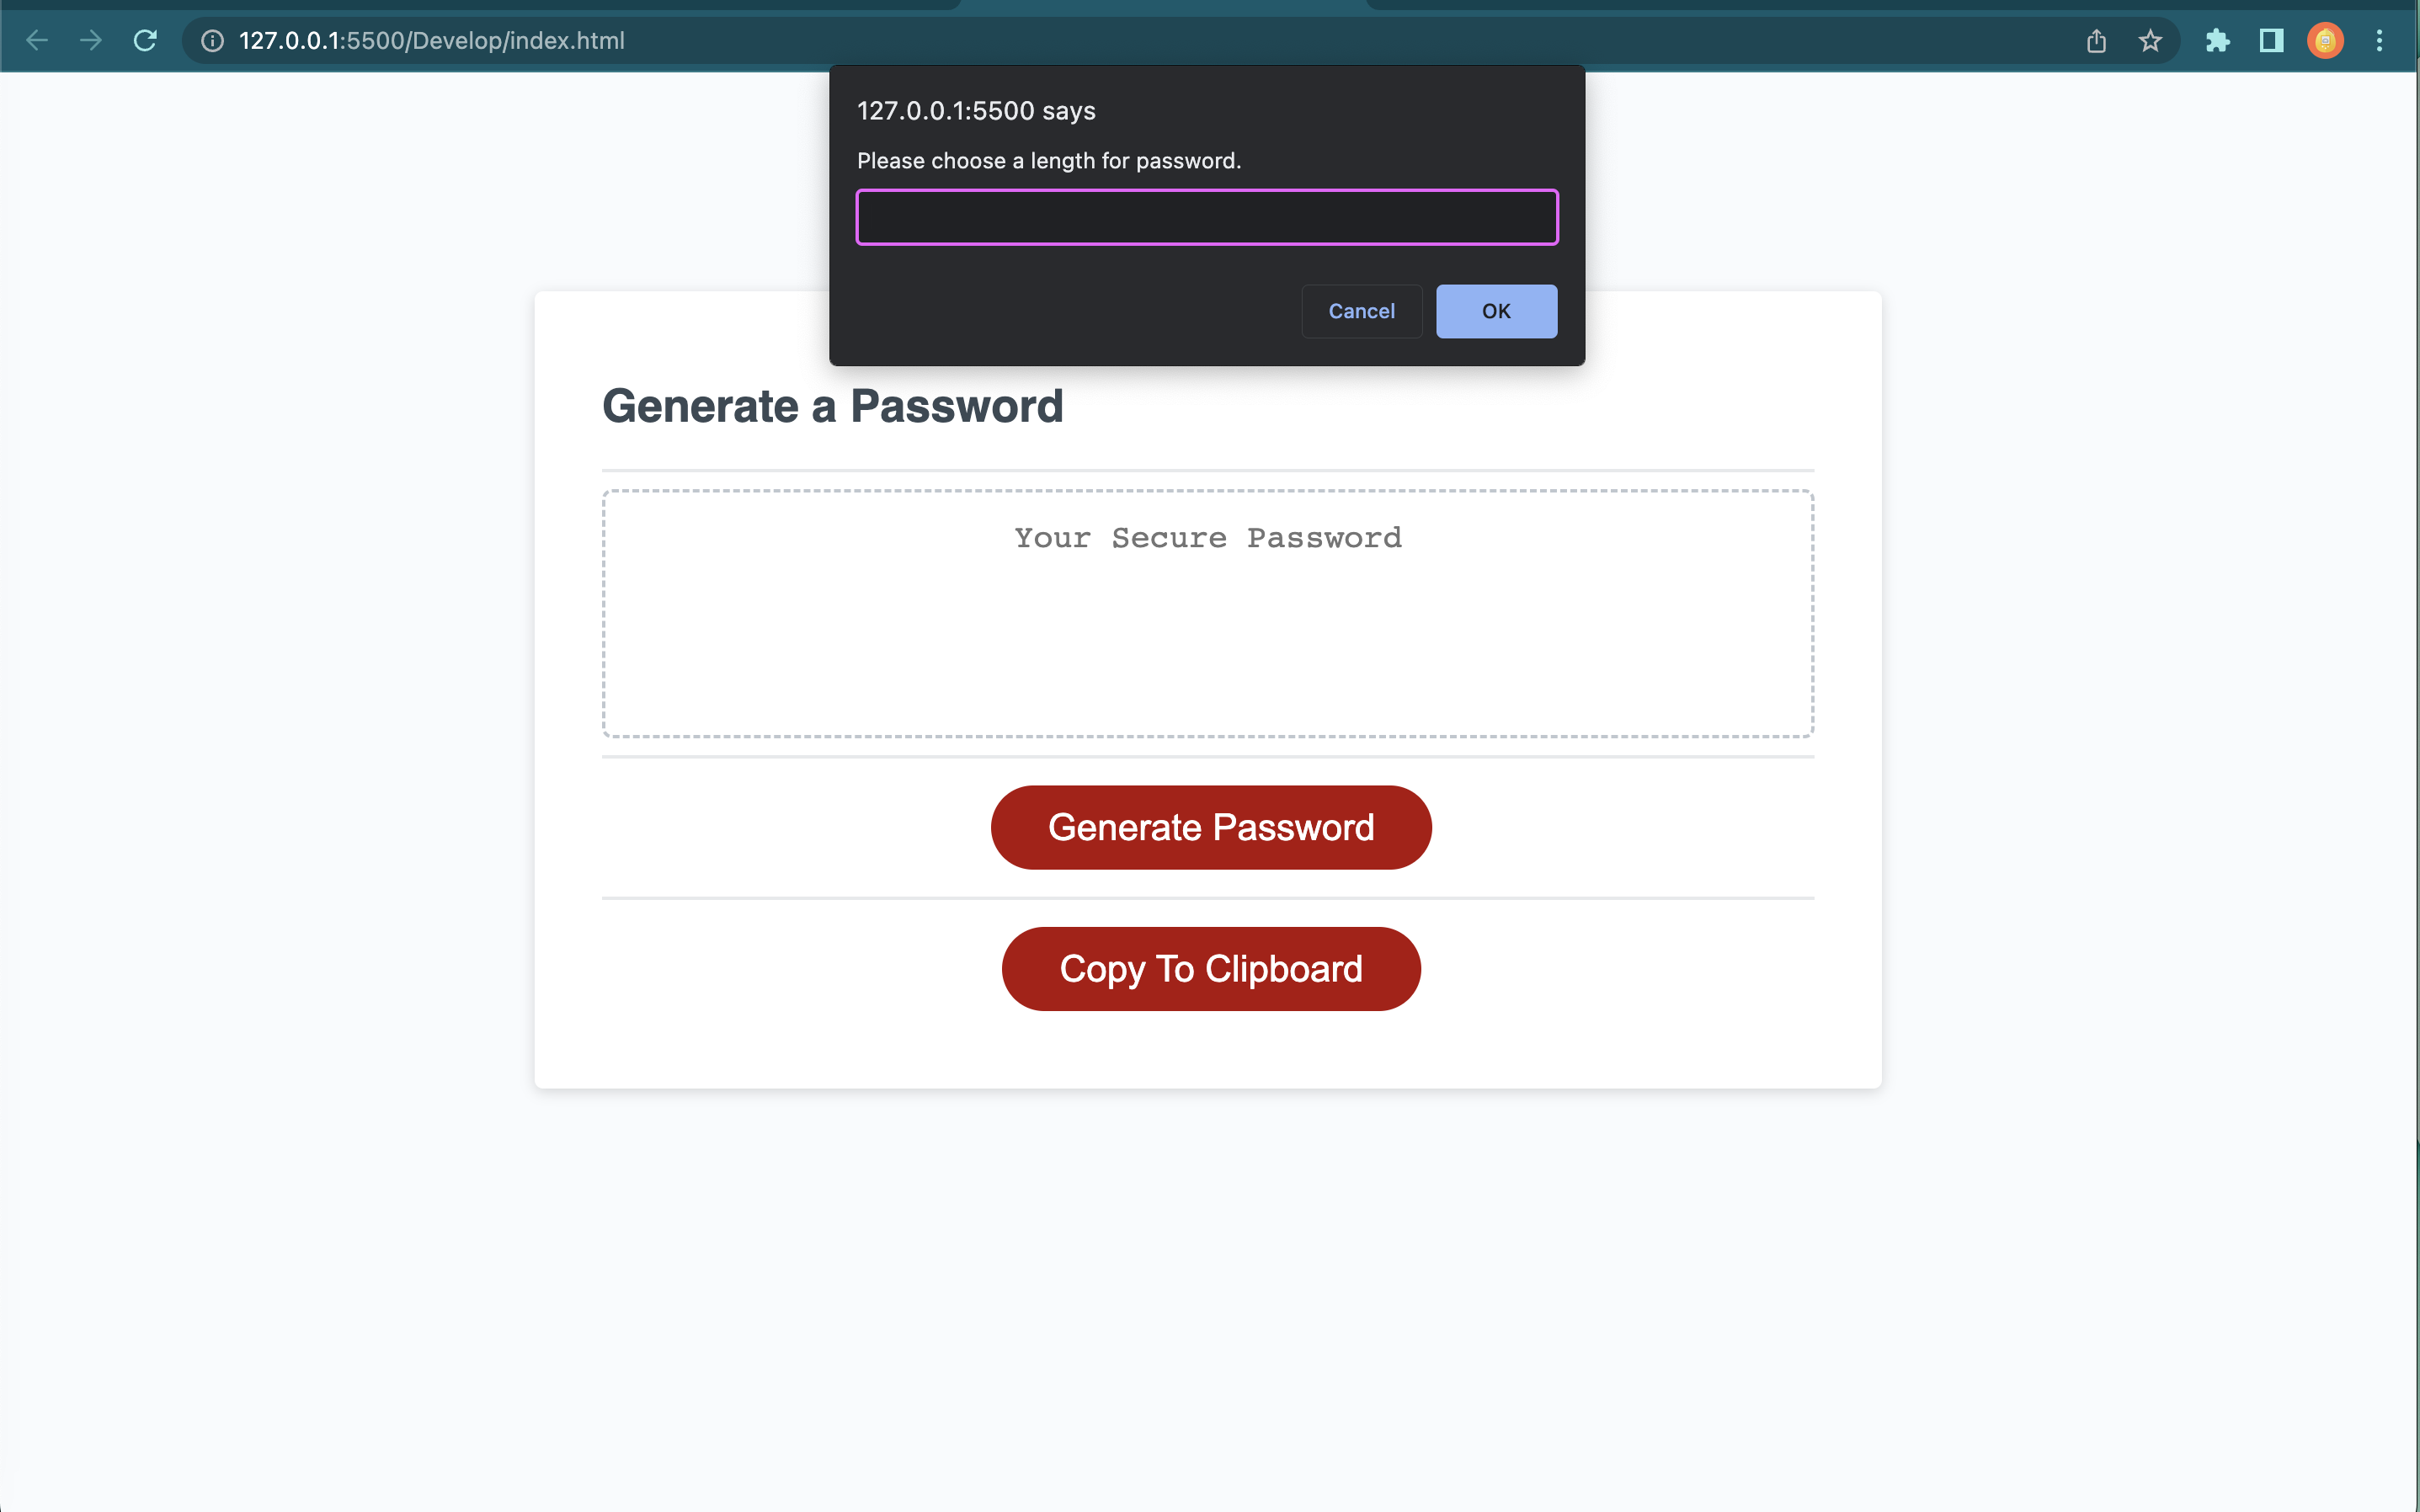 127.0.0.1:5500/Develop/index.html
127.0.0.1:5500 says
Please choose a length for password.
Cancel
OK
Generate a Password
Your Secure Password
Generate Password
Copy To Clipboard